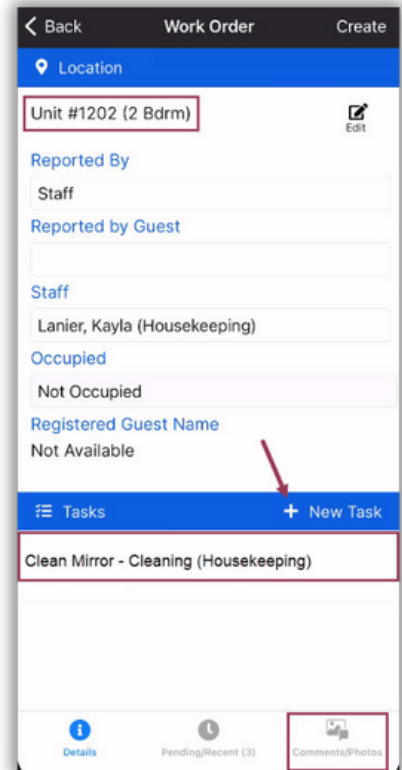 Back Work Order Create
Location
Unit #1202 (2 Bdrm)
Edit
Reported By
Staff
Reported by Guest
Staff
Lanier, Kayla (Housekeeping)
Occupied
Not Occupied
Registered Guest Name
Not Available
Tasks + New Task
Clean Mirror - Cleaning (Housekeeping)
Details Pending/Recent (3) Comments/Photos